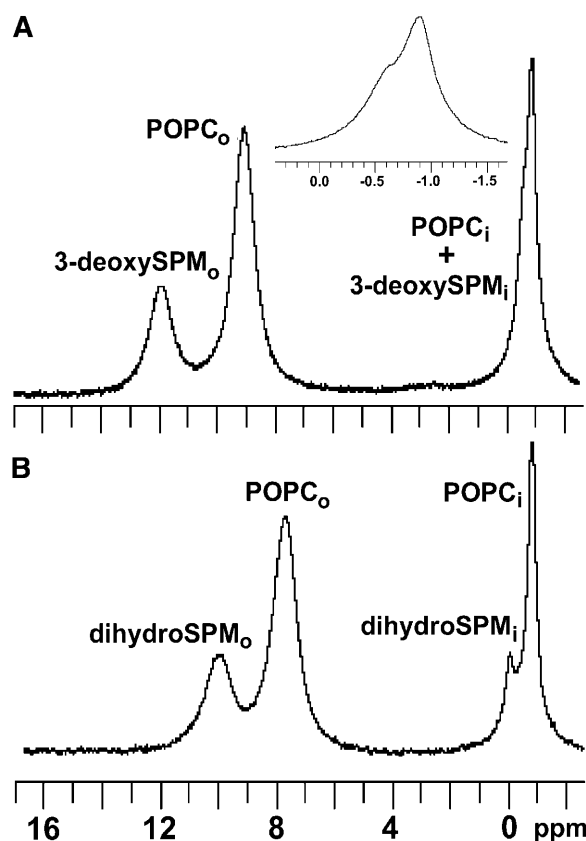 A
POPCo
3-deoxySPMo
0.0 -0.5 -1.0 -1.5
POPCi
+
3-deoxySPMi
B
POPCo
POPCi
dihydroSPMo
dihydroSPMi
16 12 8 4 0 ppm